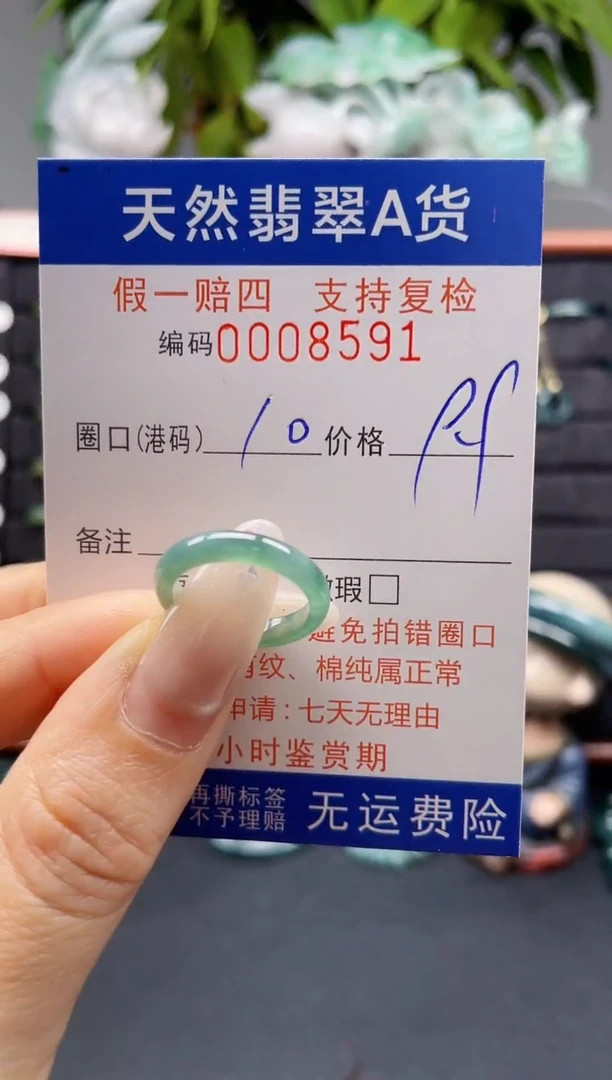 天然翡翠A货
假一赔四 支持复检
编码0008591
圈口(港码) 10 价格
备注
瑕□
避免拍错圈口
纹、棉纯属正常
申请:七天无理由
小时鉴赏期
再撕标签
不予理赔
无运费险